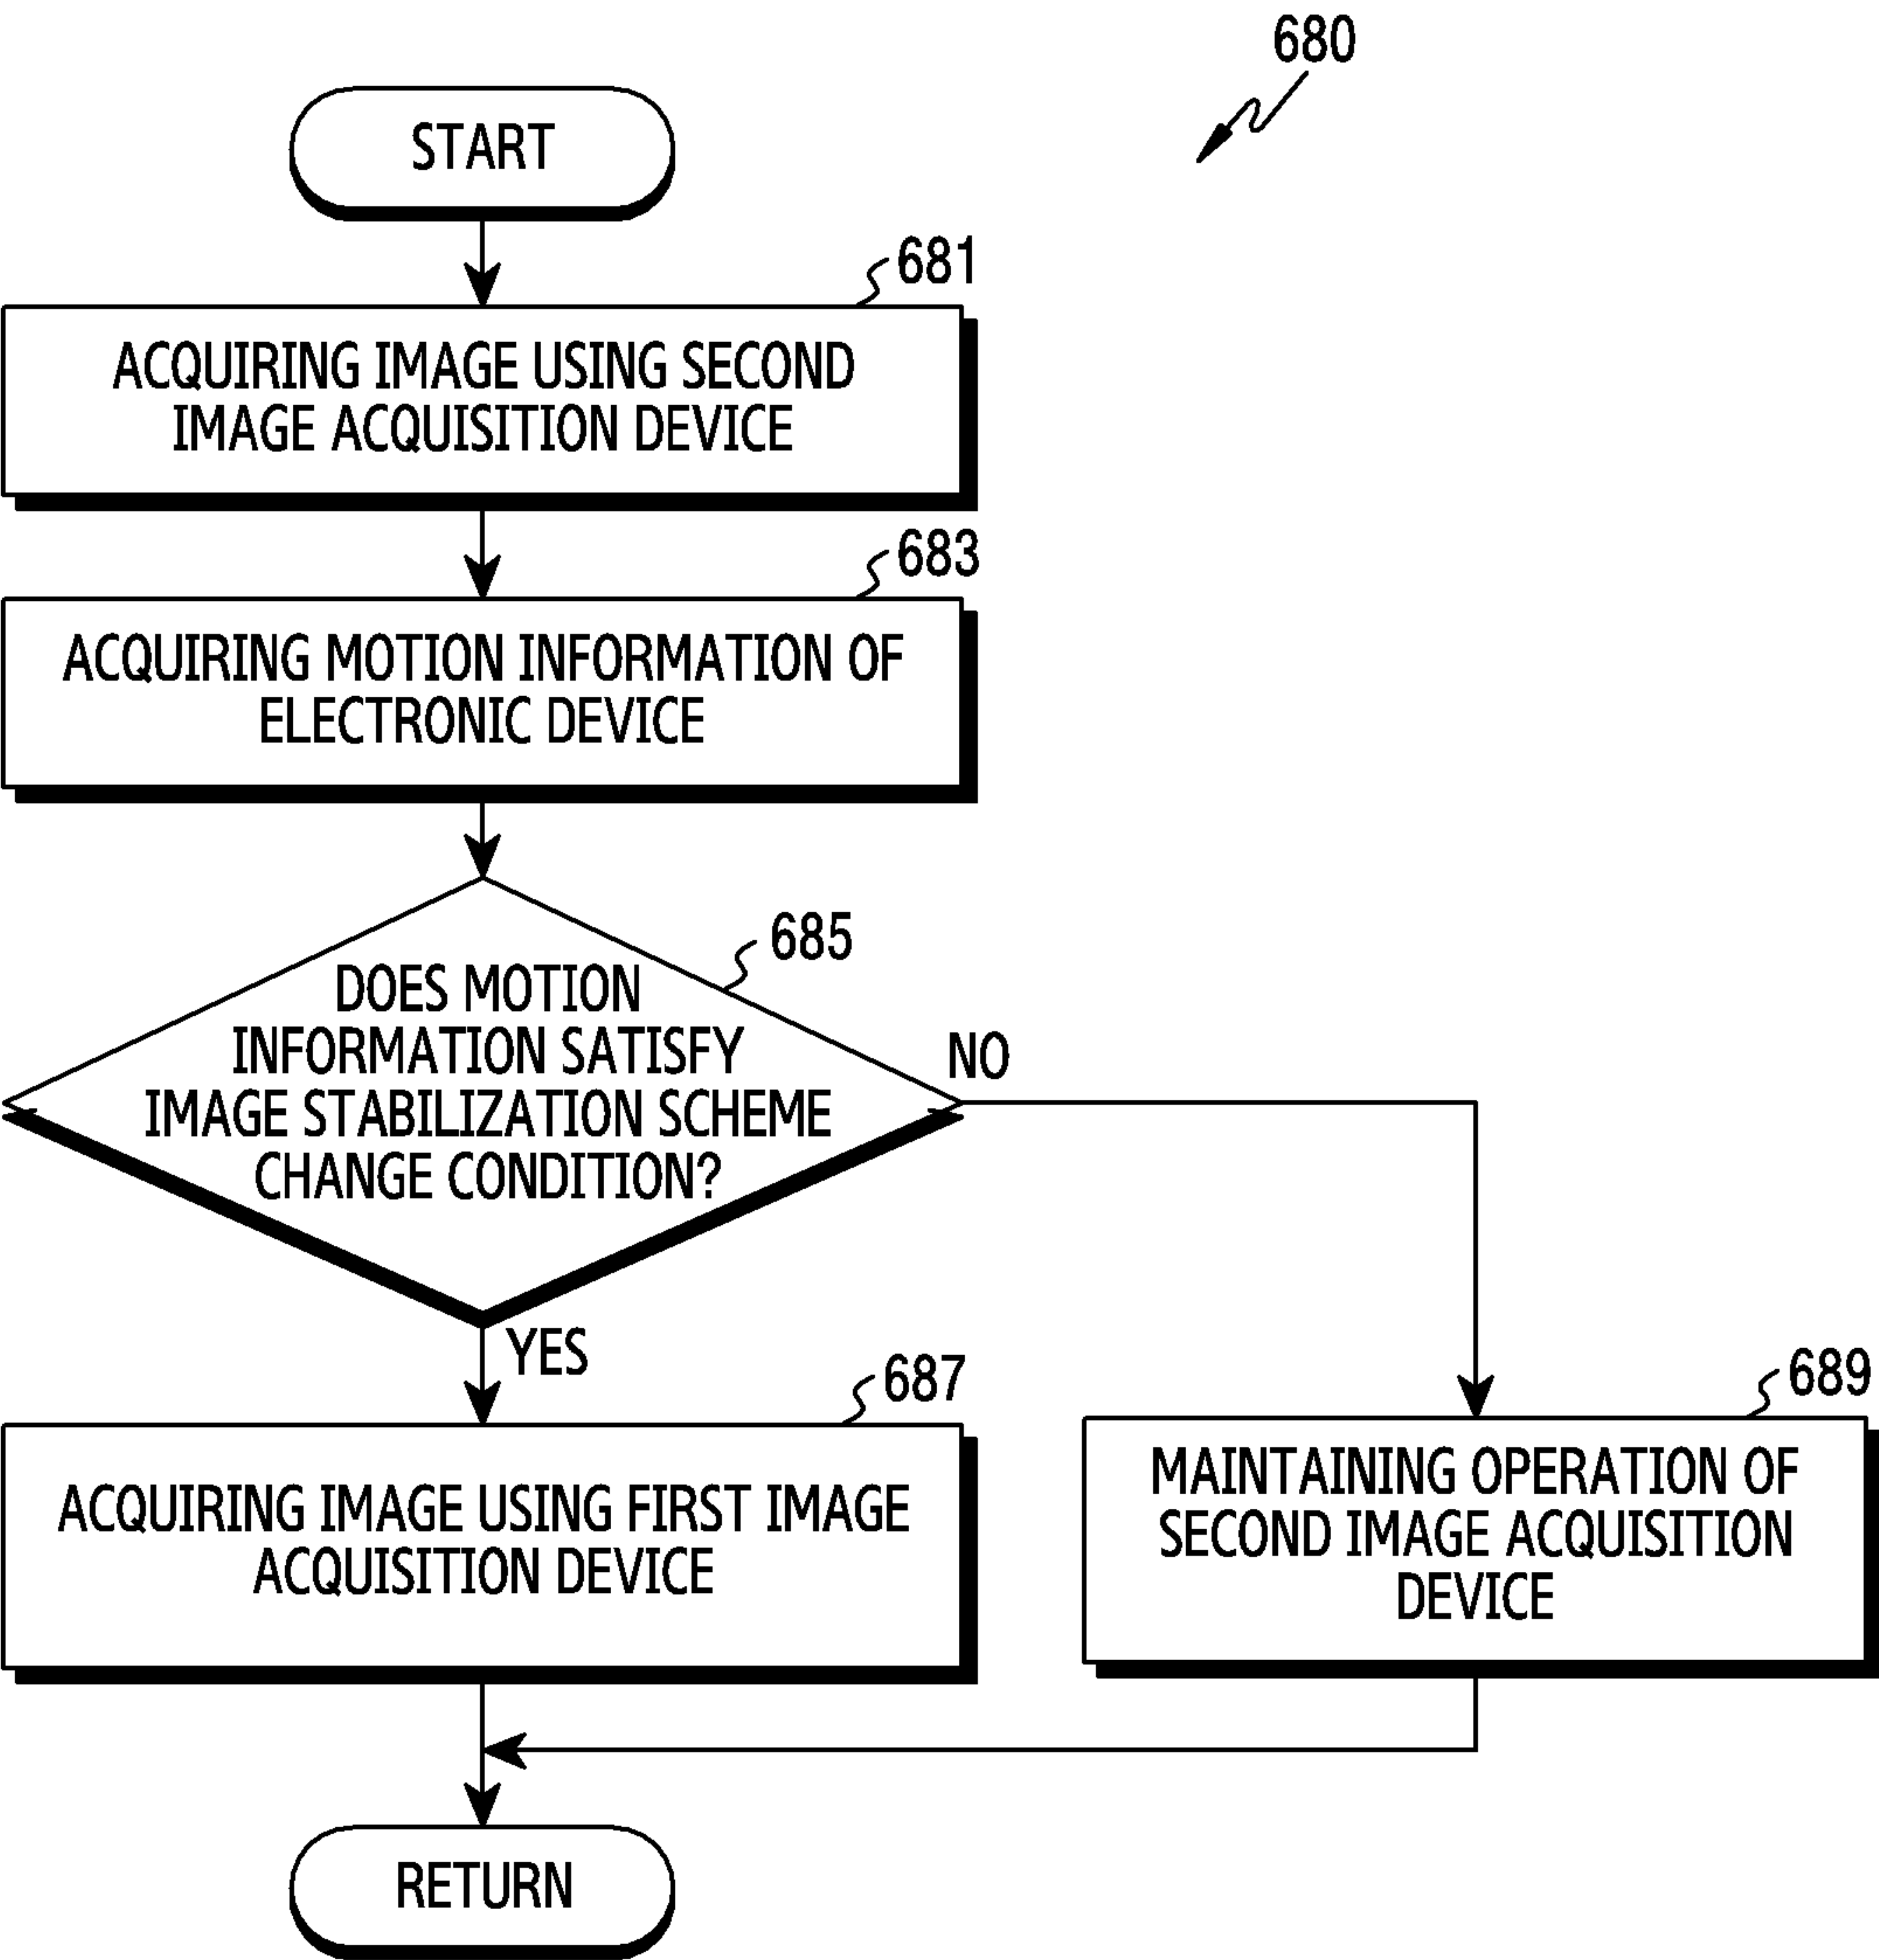 680
START
681
ACQUIRING IMAGE USING SECOND
IMAGE ACQUISITION DEVICE
683
ACQUIRING MOTION INFORMATION OF
ELECTRONIC DEVICE
685
DOES MOTION
INFORMATION SATISFY
IMAGE STABILIZATION SCHEME
CHANGE CONDITION?
NO
YES
687
ACQUIRING IMAGE USING FIRST IMAGE
ACQUISITION DEVICE
689
MAINTAINING OPERATION OF
SECOND IMAGE ACQUISITION
DEVICE
RETURN